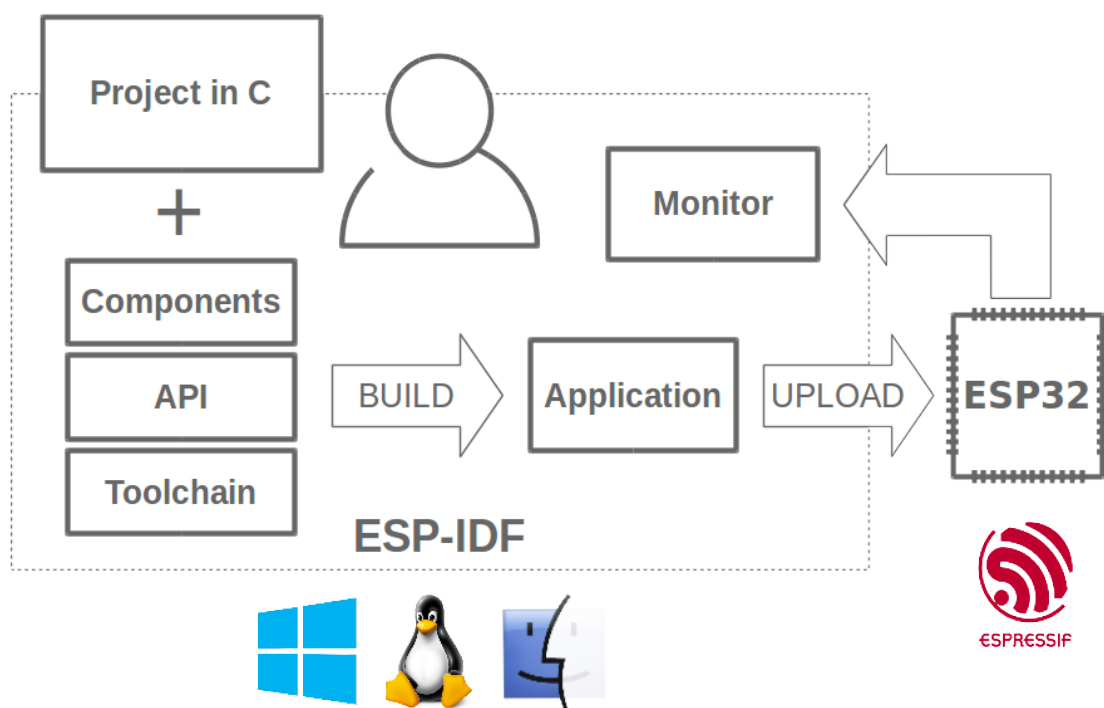 Project in C
+
Monitor
Components
API
BUILD
Application
UPLOAD
ESP32
Toolchain
ESP-IDF
ESPRESSIF